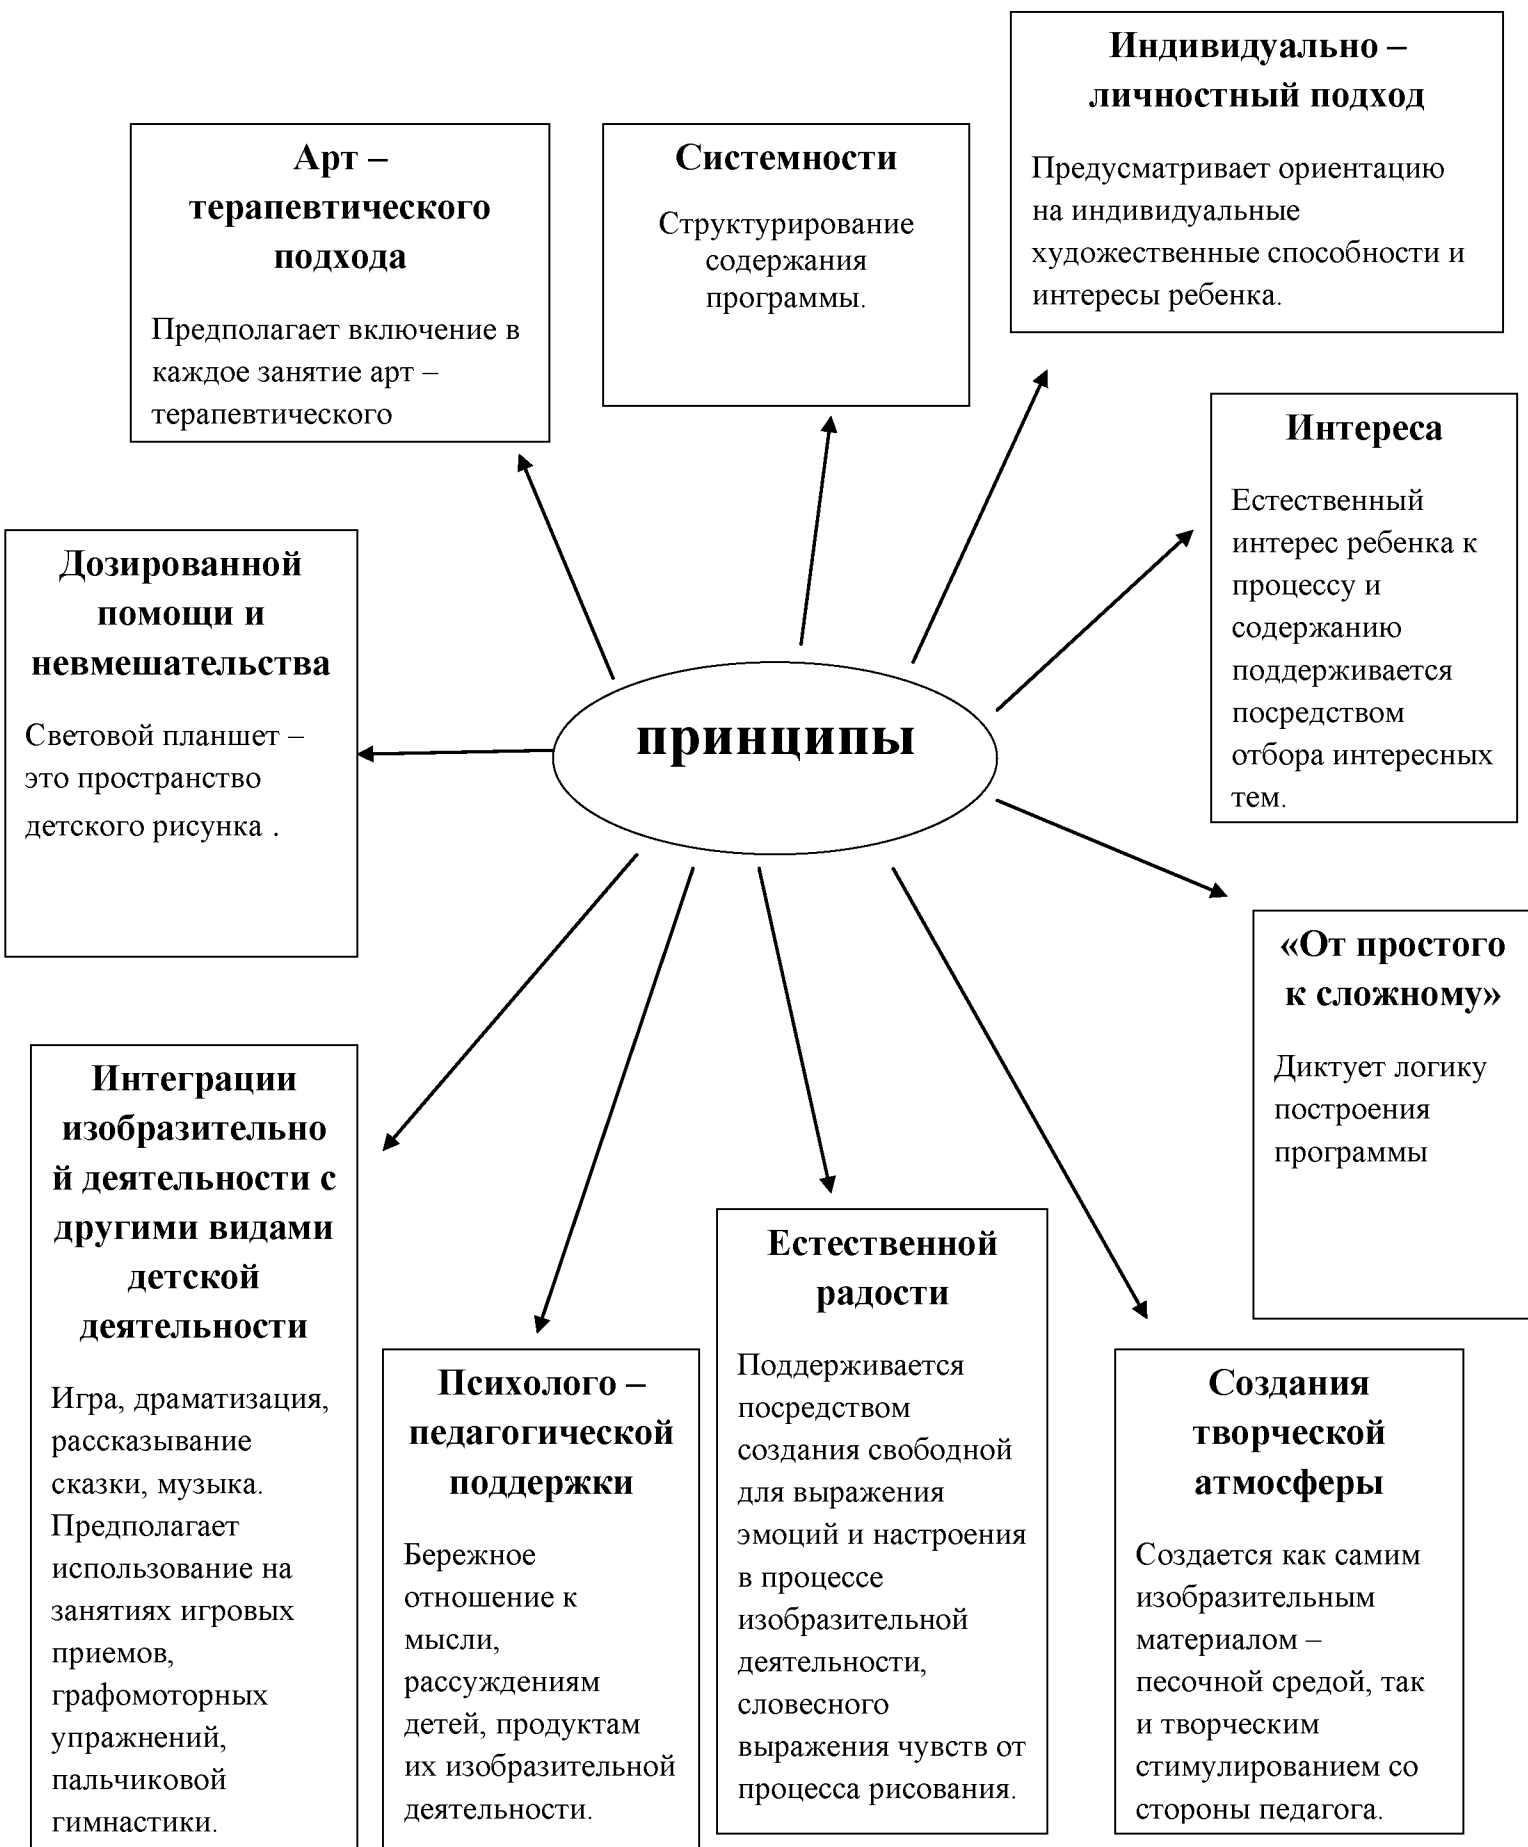 Индивидуально –
личностный подход
Предусматривает ориентацию
на индивидуальные
художественные способности и
интересы ребенка.
Арт –
терапевтического
подхода
Предполагает включение в
каждое занятие арт –
терапевтического
Системности
Структурирование
содержания
программы.
Интереса
Естественный
интерес ребенка к
процессу и
содержанию
поддерживается
посредством
отбора интересных
тем.
Дозированной
помощи и
невмешательства
Световой планшет –
это пространство
детского рисунка .
принципы
«От простого
к сложному»
Диктует логику
построения
программы
Интеграции
изобразительно
й деятельности с
другими видами
детской
деятельности
Игра, драматизация,
рассказывание
сказки, музыка.
Предполагает
использование на
занятиях игровых
приемов,
графомоторных
упражнений,
пальчиковой
гимнастики.
Психолого –
педагогической
поддержки
Бережное
отношение к
мысли,
рассуждениям
детей, продуктам
их изобразительной
деятельности.
Естественной
радости
Поддерживается
посредством
создания свободной
для выражения
эмоций и настроения
в процессе
изобразительной
деятельности,
словесного
выражения чувств от
процесса рисования.
Создания
творческой
атмосферы
Создается как самим
изобразительным
материалом –
песочной средой, так
и творческим
стимулированием со
стороны педагога.